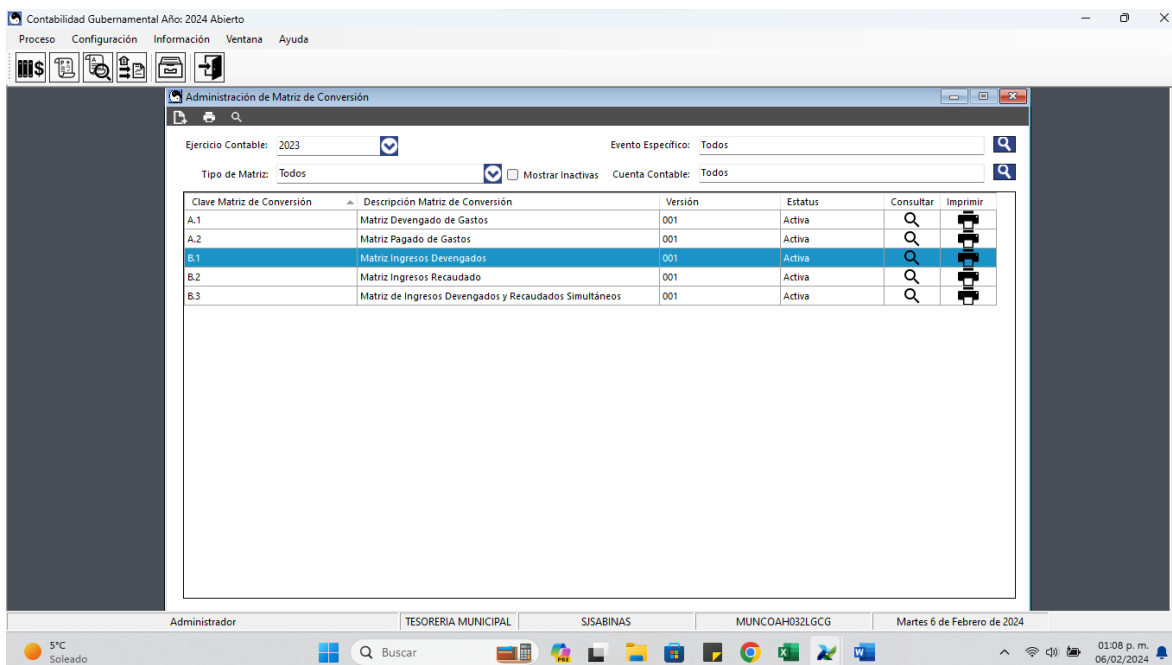 Contabilidad Gubernamental Año: 2024 Abierto
Proceso Configuración Información Ventana Ayuda
Administración de Matriz de Conversión
Ejercicio Contable: 2023 Evento Específico: Todos
Tipo de Matriz: Todos Mostrar Inactivas Cuenta Contable: Todos
Clave Matriz de Conversión Descripción Matriz de Conversión Versión Estatus Consultar Imprimir
A.1 Matriz Devengado de Gastos 001 Activa
A.2 Matriz Pagado de Gastos 001 Activa
B.1 Matriz Ingresos Devengados 001 Activa
B.2 Matriz Ingresos Recaudado 001 Activa
B.3 Matriz de Ingresos Devengados y Recaudados Simultáneos 001 Activa
Administrador TESORERIA MUNICIPAL SJSABINAS MUNCOAH032LGCG Martes 6 de Febrero de 2024
5°C Buscar 01:08 p. m.
Soleado PRE 06/02/2024